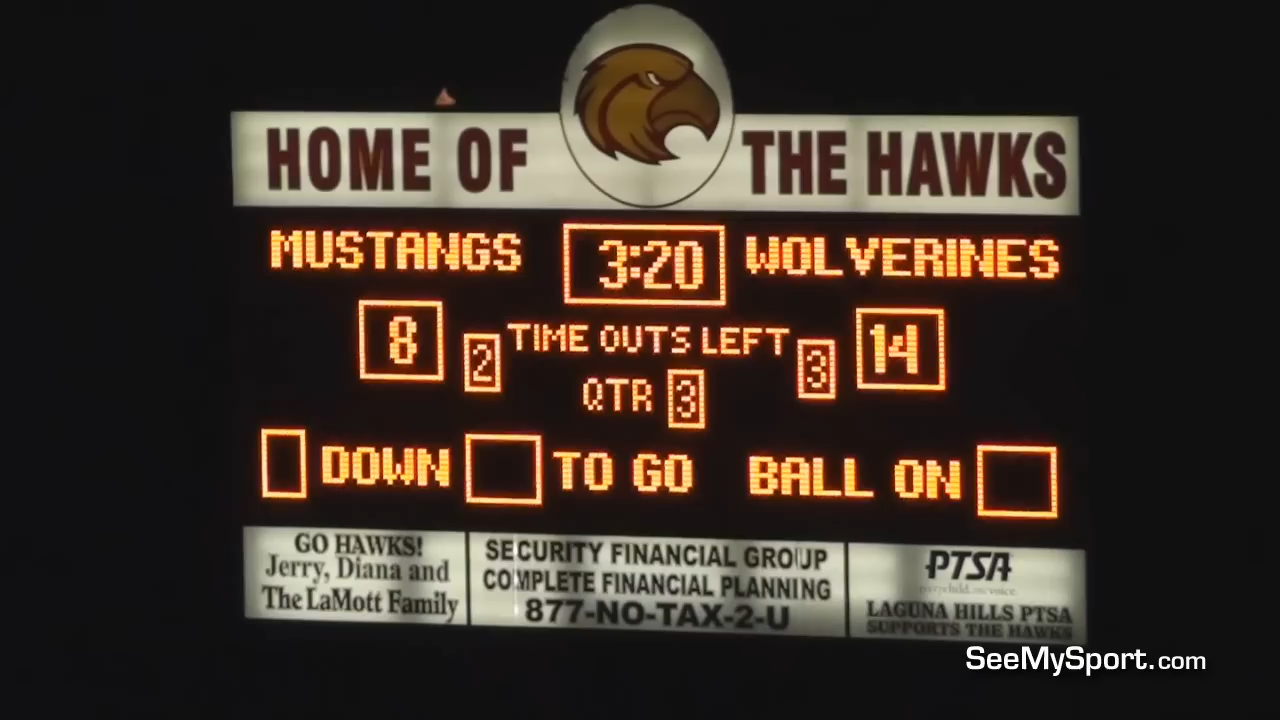 HOME OF THE HAWKS
MUSTANGS 3:20 WOLVERINES
8 2 TIME OUTS LEFT 3 14
QTR 3
DOWN TO GO BALL ON
GO HAWKS!
Jerry, Diana and
The LaMott Family
SECURITY FINANCIAL GROUP
COMPLETE FINANCIAL PLANNING
877-NO-TAX-2-U
PTSA
everychild.onevoice.
LAGUNA HILLS PTSA
SUPPORTS THE HAWKS
SeeMySport.com